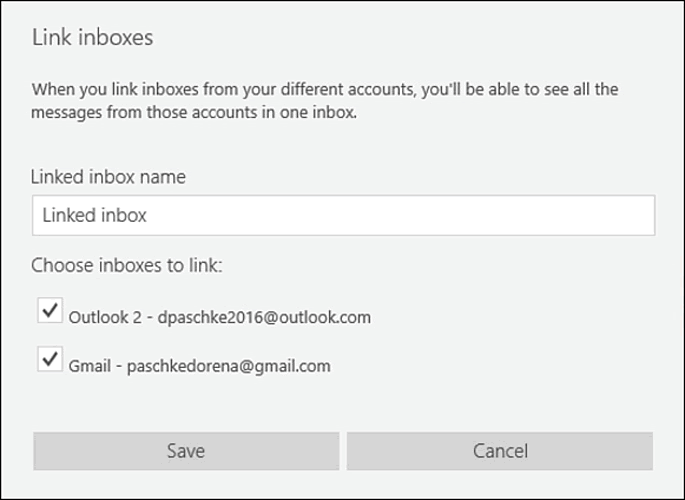 Link inboxes
When you link inboxes from your different accounts, you'll be able to see all the
messages from those accounts in one inbox.
Linked inbox name
Linked inbox
Choose inboxes to link:
Outlook 2 - dpaschke2016@outlook.com
Gmail - paschkedorena@gmail.com
Save Cancel